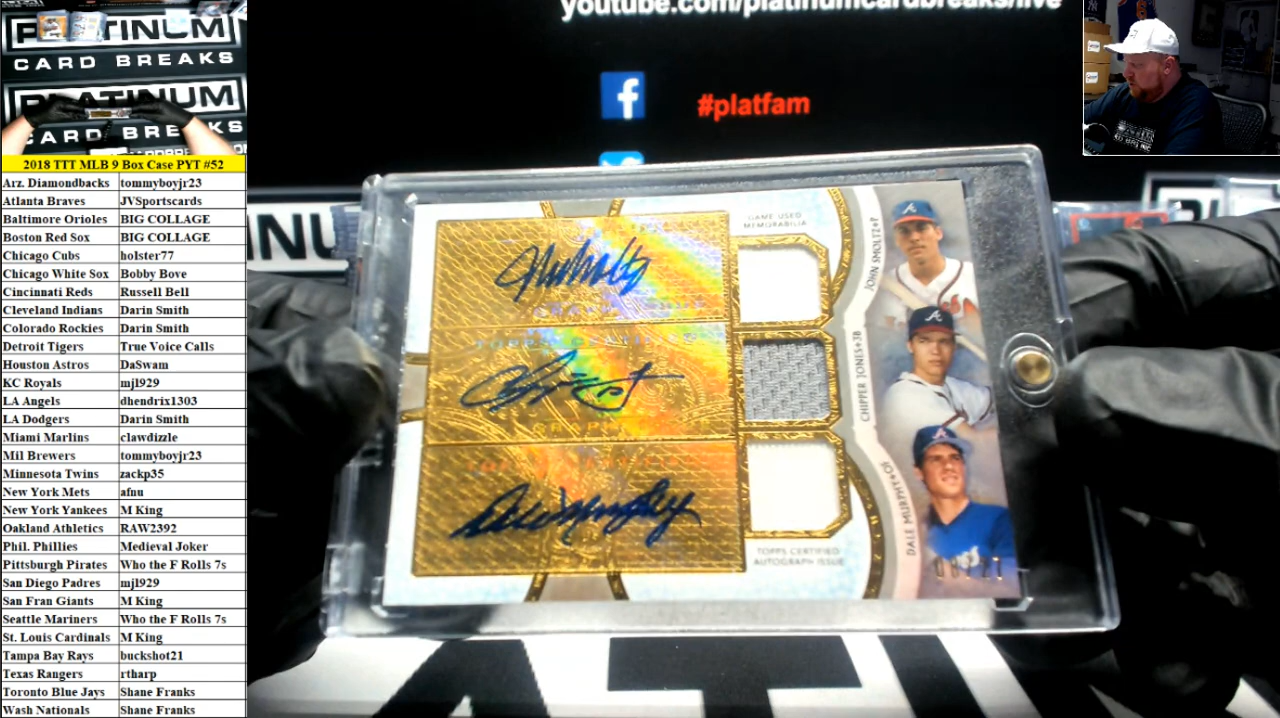 youtube.com/platinumcardbreaks/live
#platfam
PLATINUM
CARD BREAKS
PLATINUM
CARD BREAKS
2018 TTT MLB 9 Box Case PYT #52
Arz. Diamondbacks tommyboyjr23
Atlanta Braves JVSportscards
Baltimore Orioles BIG COLLAGE
Boston Red Sox BIG COLLAGE
Chicago Cubs holster77
Chicago White Sox Bobby Bove
Cincinnati Reds Russell Bell
Cleveland Indians Darin Smith
Colorado Rockies Darin Smith
Detroit Tigers True Voice Calls
Houston Astros DaSwam
KC Royals mjl929
LA Angels dhendrix1303
LA Dodgers Darin Smith
Miami Marlins clawdizzle
Mil Brewers tommyboyjr23
Minnesota Twins zackp35
New York Mets afnu
New York Yankees M King
Oakland Athletics RAW2392
Phil. Phillies Medieval Joker
Pittsburgh Pirates Who the F Rolls 7s
San Diego Padres mjl929
San Fran Giants M King
Seattle Mariners Who the F Rolls 7s
St. Louis Cardinals M King
Tampa Bay Rays buckshot21
Texas Rangers rtharp
Toronto Blue Jays Shane Franks
Wash Nationals Shane Franks
GAME-USED
MEMORABILIA
JOHN SMOLTZ•P
CHIPPER JONES•3B
DALE MURPHY•OF
Dale Murphy
TOPPS CERTIFIED
AUTOGRAPH ISSUE